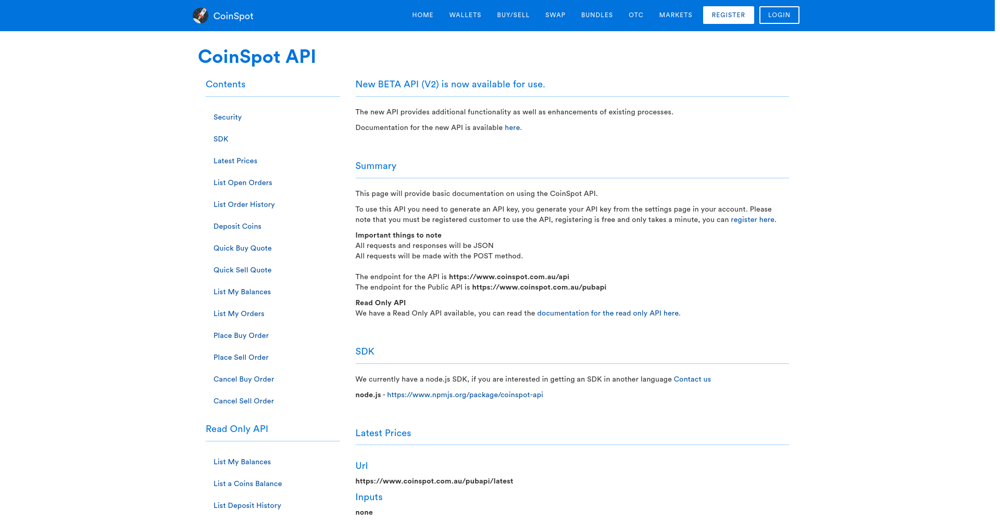 CoinSpot
HOME
WALLETS
BUY/SELL
SWAP
BUNDLES
OTC
MARKETS
REGISTER
LOGIN
CoinSpot API
Contents
Security
SDK
Latest Prices
List Open Orders
List Order History
Deposit Coins
Quick Buy Quote
Quick Sell Quote
List My Balances
List My Orders
Place Buy Order
Place Sell Order
Cancel Buy Order
Cancel Sell Order
Read Only API
List My Balances
List a Coins Balance
List Deposit History
New BETA API (V2) is now available for use.
The new API provides additional functionality as well as enhancements of existing processes.
Documentation for the new API is available here.
Summary
This page will provide basic documentation on using the CoinSpot API.
To use this API you need to generate an API key, you generate your API key from the settings page in your account. Please
note that you must be registered customer to use the API, registering is free and only takes a minute, you can register here.
Important things to note
All requests and responses will be JSON
All requests will be made with the POST method.
The endpoint for the API is https://www.coinspot.com.au/api
The endpoint for the Public API is https://www.coinspot.com.au/pubapi
Read Only API
We have a Read Only API available, you can read the documentation for the read only API here.
SDK
We currently have a node.js SDK, if you are interested in getting an SDK in another language Contact us
node.js - https://www.npmjs.org/package/coinspot-api
Latest Prices
Url
https://www.coinspot.com.au/pubapi/latest
Inputs
none